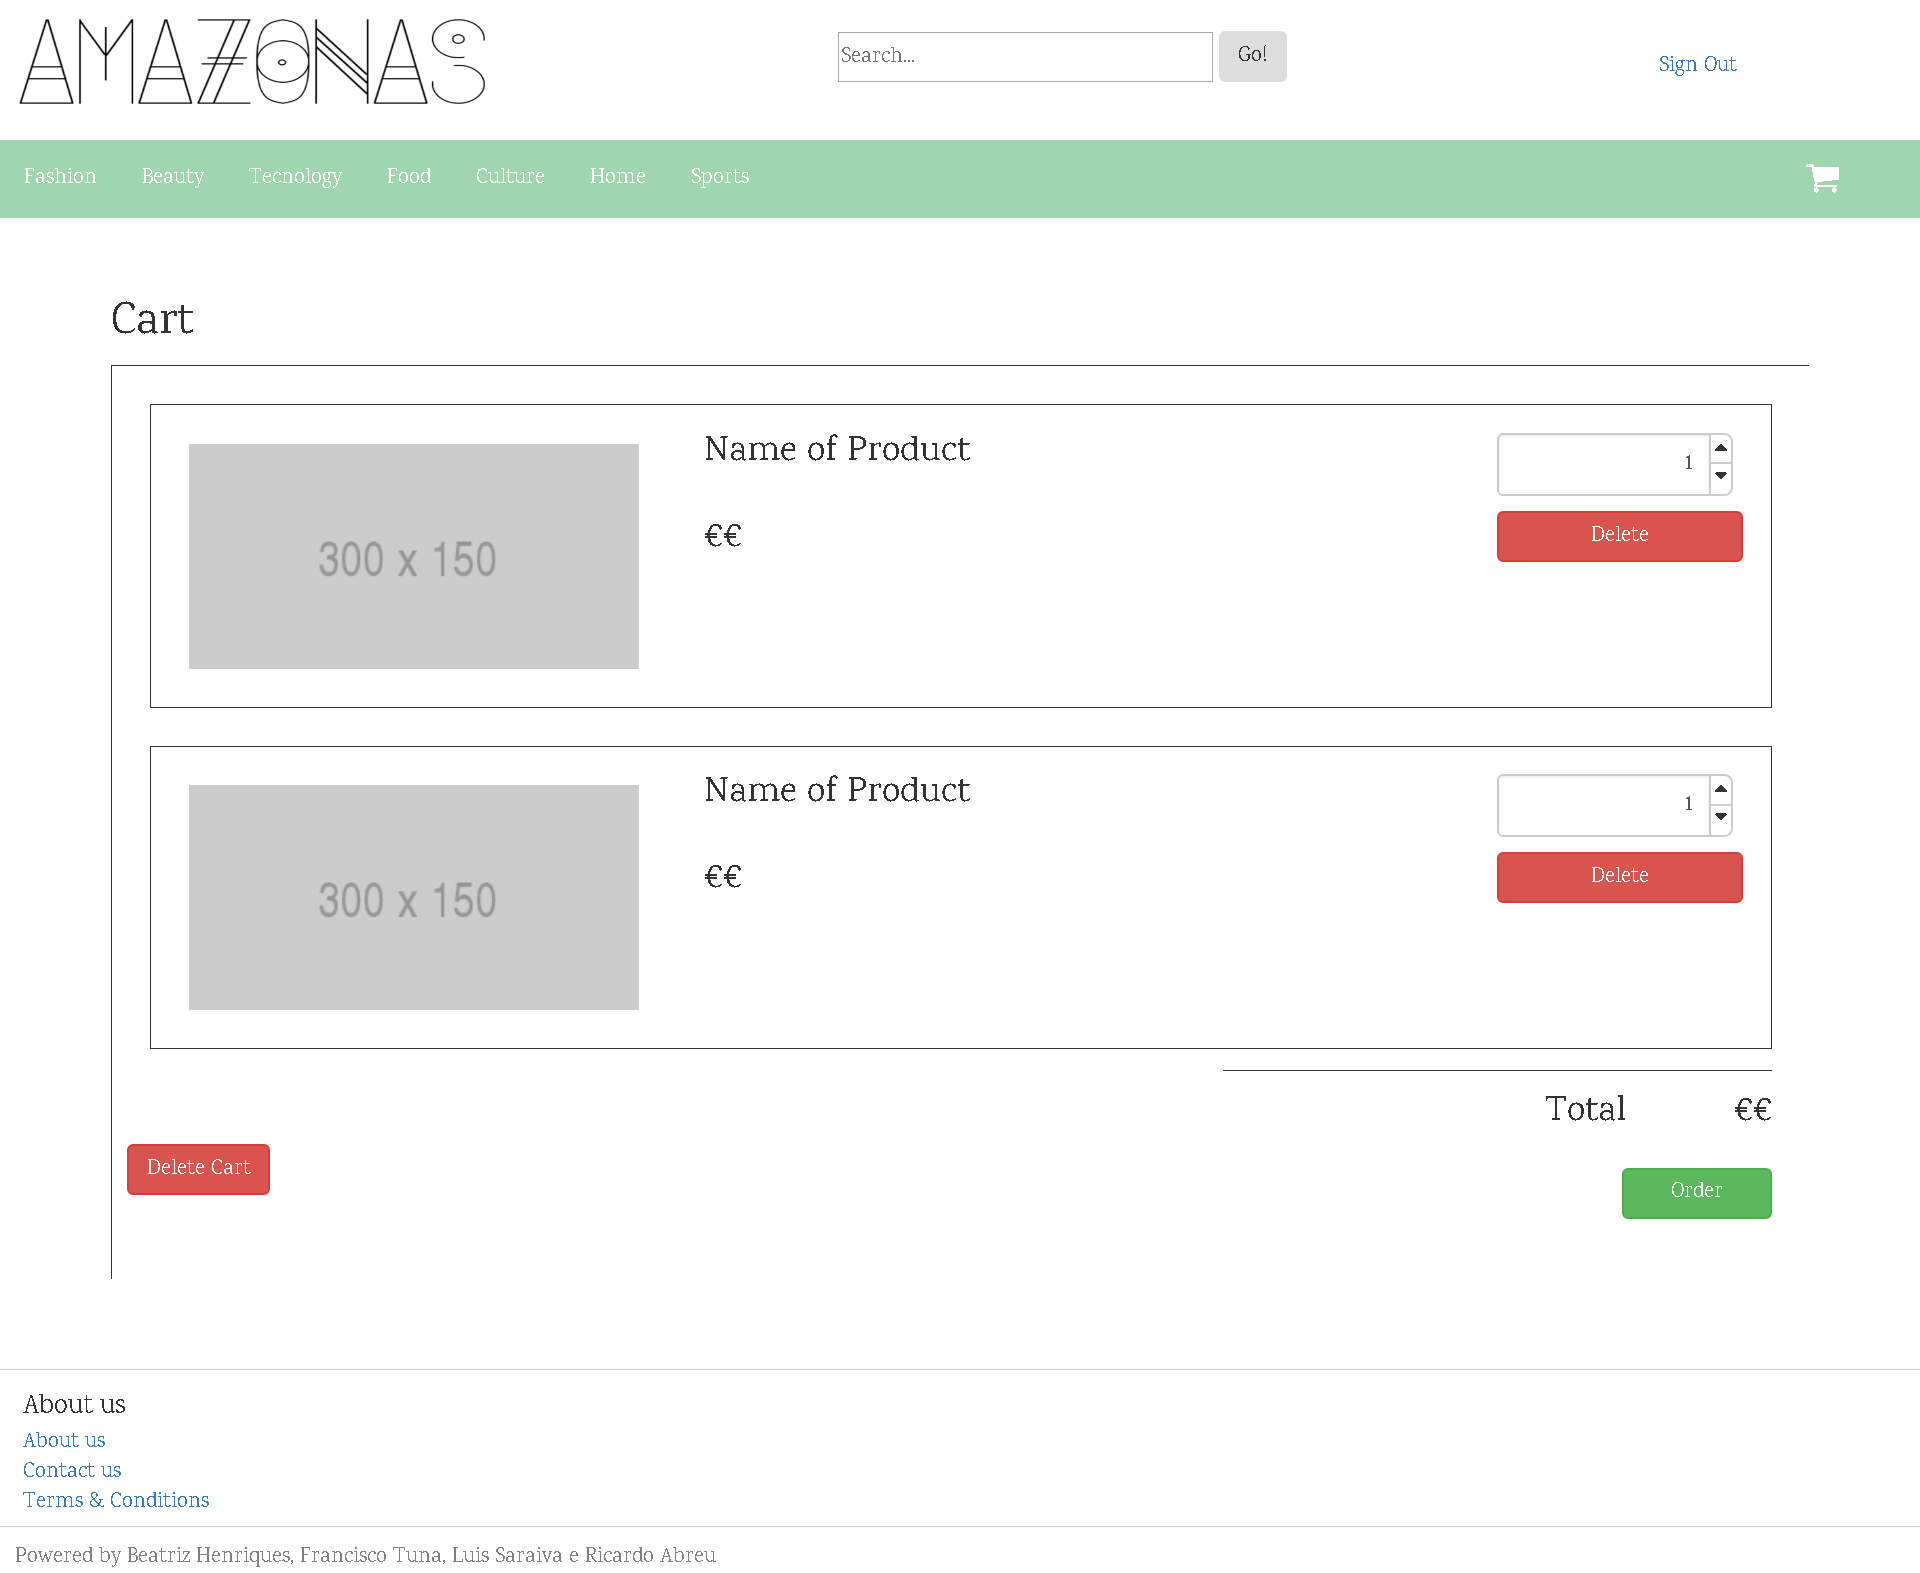 AMAZONAS
Search...
Go!
Sign Out
Fashion
Beauty
Tecnology
Food
Culture
Home
Sports
Cart
300 x 150
Name of Product
€€
1
Delete
300 x 150
Name of Product
€€
1
Delete
Total €€
Delete Cart
Order
About us
About us
Contact us
Terms & Conditions
Powered by Beatriz Henriques, Francisco Tuna, Luis Saraiva e Ricardo Abreu